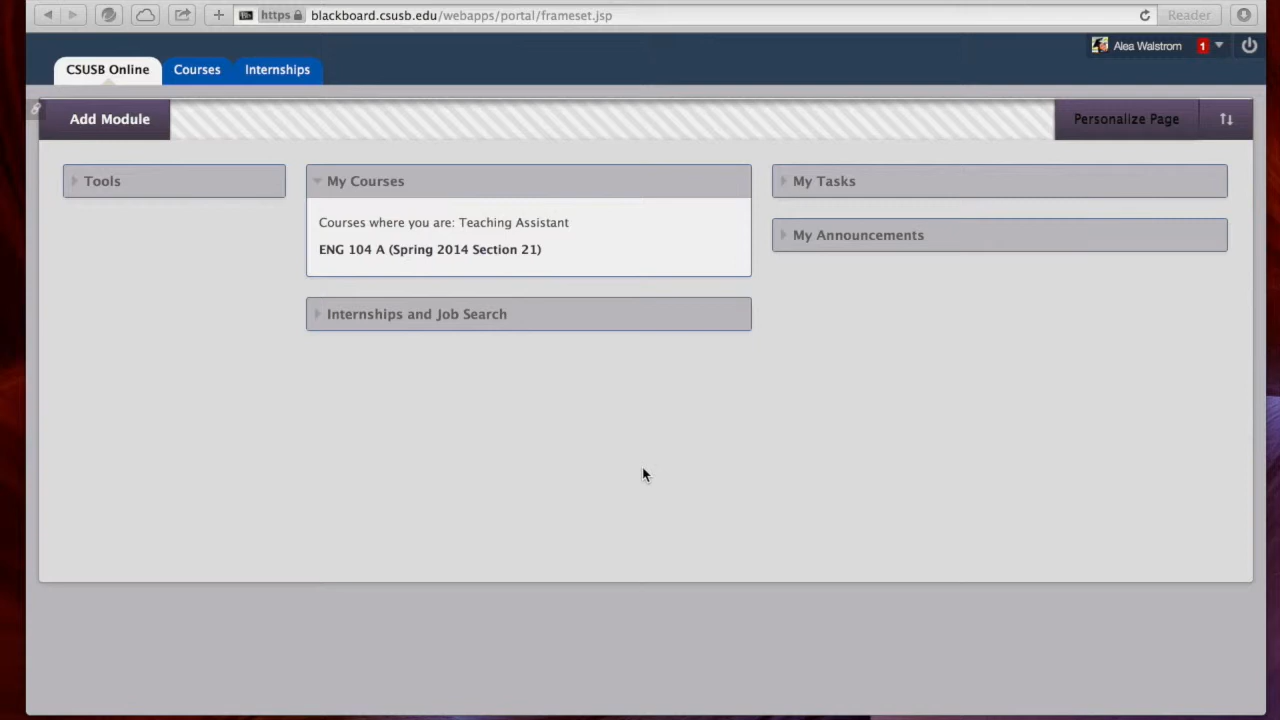 https blackboard.csusb.edu/webapps/portal/frameset.jsp Reader
Alea Walstrom 1
CSUSB Online Courses Internships
Add Module Personalize Page
Tools
My Courses
Courses where you are: Teaching Assistant
ENG 104 A (Spring 2014 Section 21)
Internships and Job Search
My Tasks
My Announcements